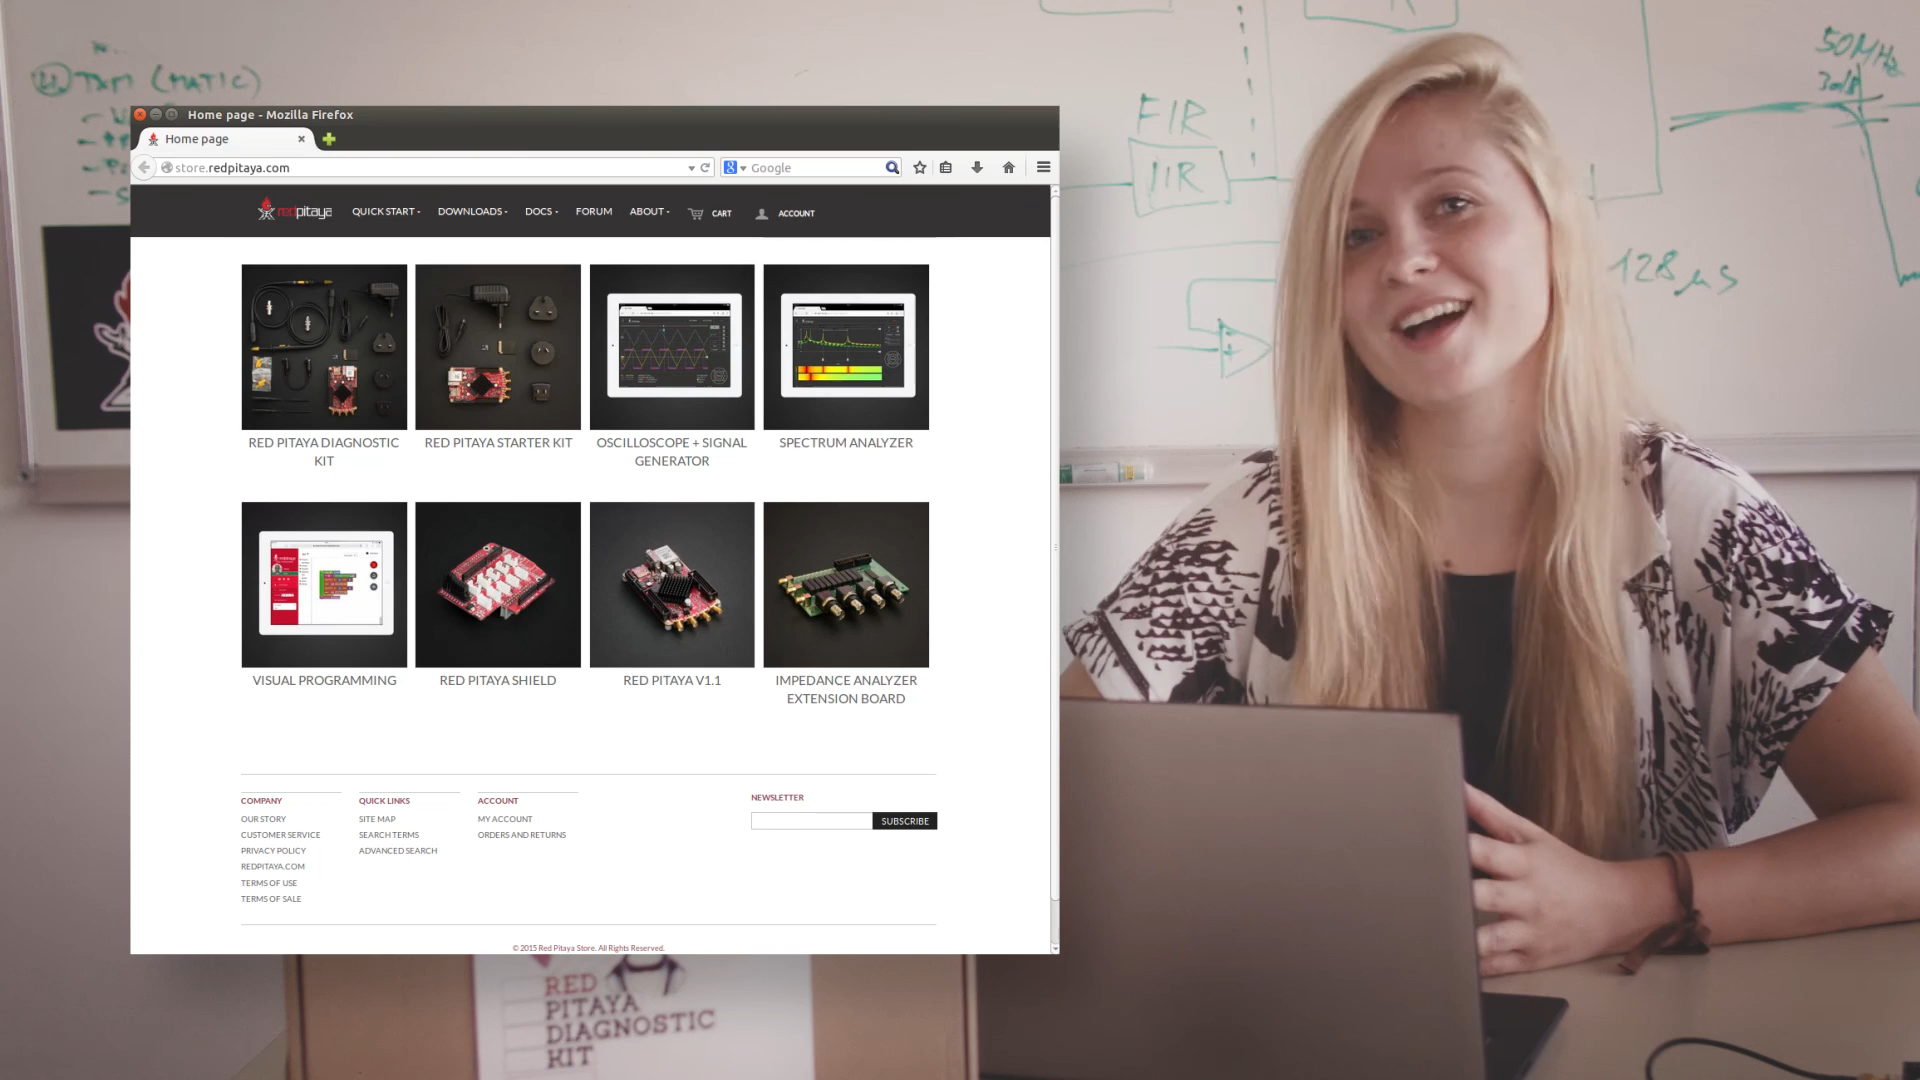 TXM (MATIC)
FIR
IIR
50MHz
3dB
128µS
Home page - Mozilla Firefox
Home page
store.redpitaya.com
Google
redpitaya
QUICK START
DOWNLOADS
DOCS
FORUM
ABOUT
CART
ACCOUNT
RED PITAYA DIAGNOSTIC
KIT
RED PITAYA STARTER KIT
OSCILLOSCOPE + SIGNAL
GENERATOR
SPECTRUM ANALYZER
VISUAL PROGRAMMING
RED PITAYA SHIELD
RED PITAYA V1.1
IMPEDANCE ANALYZER
EXTENSION BOARD
COMPANY
OUR STORY
CUSTOMER SERVICE
PRIVACY POLICY
REDPITAYA.COM
TERMS OF USE
TERMS OF SALE
QUICK LINKS
SITE MAP
SEARCH TERMS
ADVANCED SEARCH
ACCOUNT
MY ACCOUNT
ORDERS AND RETURNS
NEWSLETTER
SUBSCRIBE
© 2015 Red Pitaya Store. All Rights Reserved.
RED
PITAYA
DIAGNOSTIC
KIT